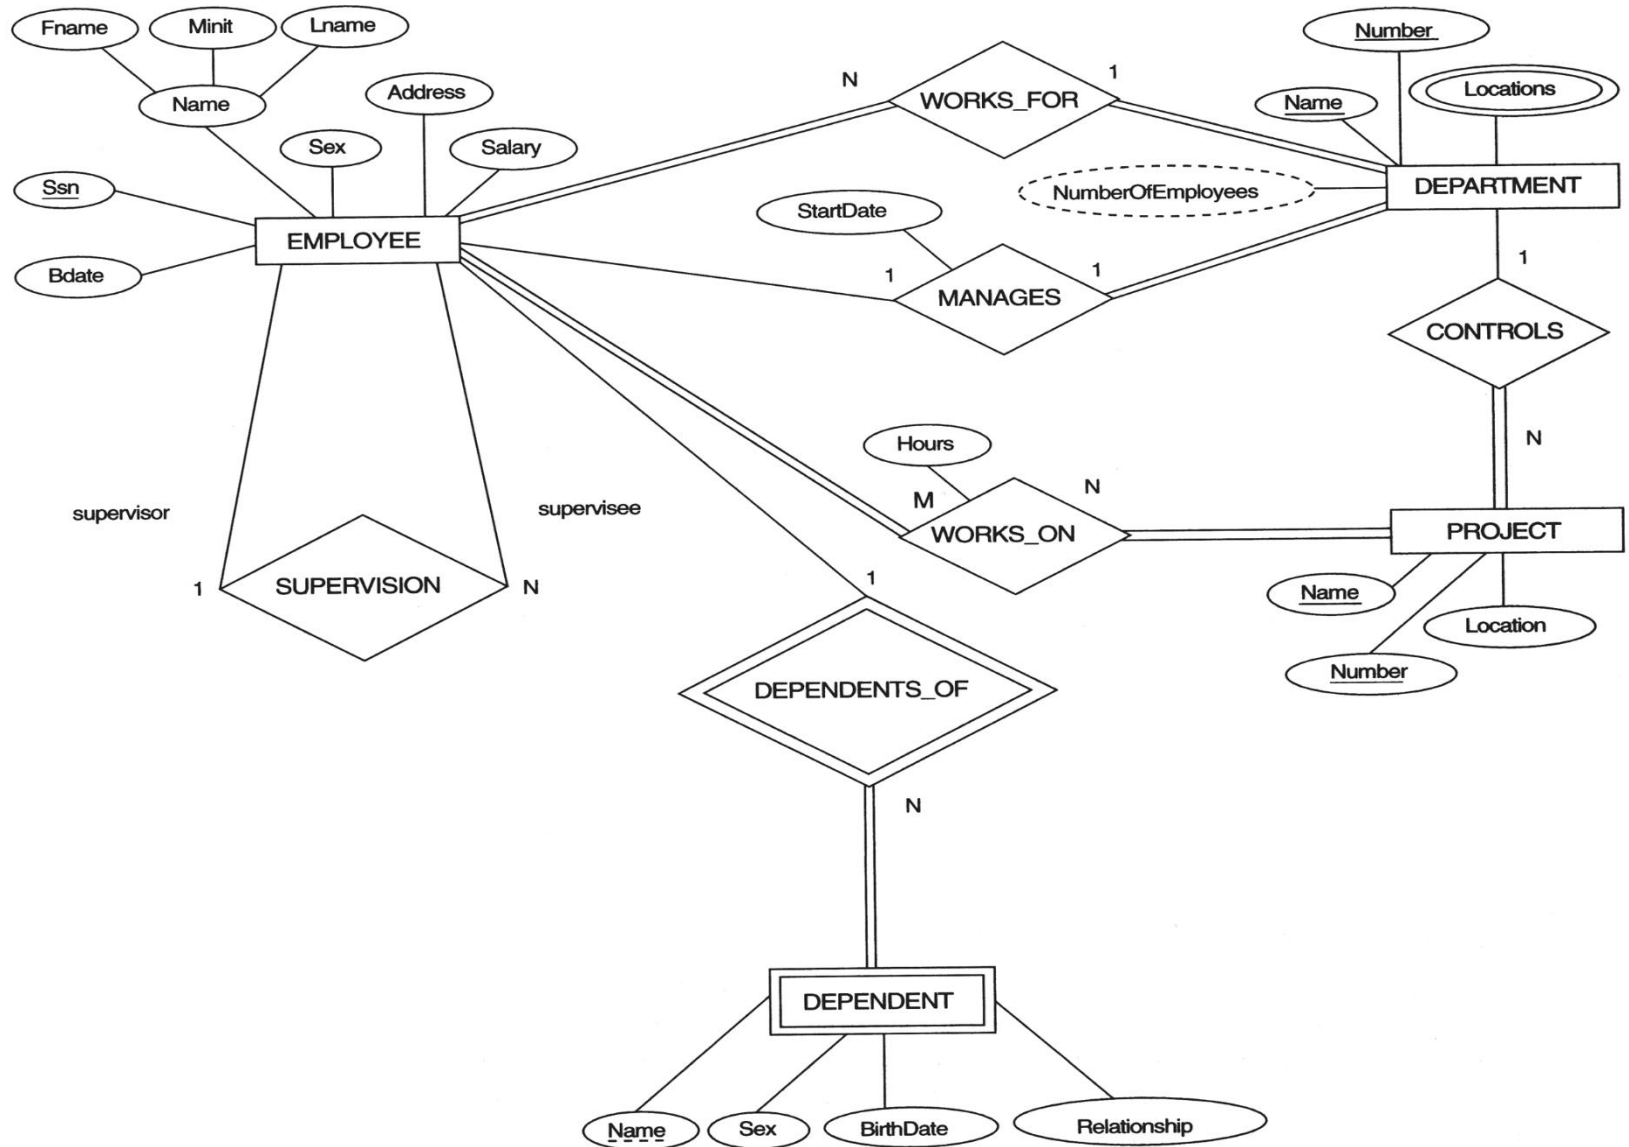 Fname
Minit
Lname
Number
Name
Address
Locations
Name
Sex
Salary
N
WORKS_FOR
1
Ssn
NumberOfEmployees
DEPARTMENT
StartDate
EMPLOYEE
Bdate
1
MANAGES
1
1
CONTROLS
Hours
N
supervisor
supervisee
M
N
WORKS_ON
PROJECT
1
SUPERVISION
N
1
Name
Location
Number
DEPENDENTS_OF
N
DEPENDENT
Name
Sex
BirthDate
Relationship